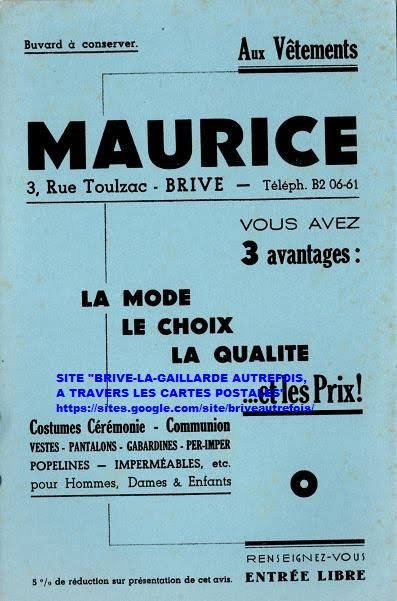 Buvard à conserver.
Aux Vêtements
MAURICE
3, Rue Toulzac - BRIVE — Téléph. B2 06-61
VOUS AVEZ
3 avantages :
LA MODE
LE CHOIX
LA QUALITE
SITE "BRIVE-LA-GAILLARDE AUTREFOIS,
A TRAVERS LES CARTES POSTALES"
...et les Prix!
https://sites.google.com/site/briveautrefois/
Costumes Cérémonie - Communion
VESTES - PANTALONS - GABARDINES - PER-IMPER
POPELINES — IMPERMÉABLES, etc.
pour Hommes, Dames & Enfants
RENSEIGNEZ-VOUS
ENTRÉE LIBRE
5 % de réduction sur présentation de cet avis.